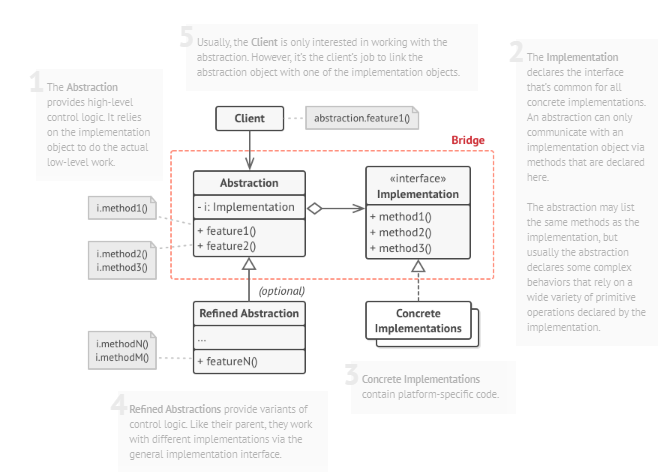 5
Usually, the Client is only interested in working with the
abstraction. However, it's the client's job to link the
abstraction object with one of the implementation objects.
1
The Abstraction
provides high-level
control logic. It relies
on the implementation
object to do the actual
low-level work.
2
The Implementation
declares the interface
that's common for all
concrete implementations.
An abstraction can only
communicate with an
implementation object via
methods that are declared
here.
The abstraction may list
the same methods as the
implementation, but
usually the abstraction
declares some complex
behaviors that rely on a
wide variety of primitive
operations declared by the
implementation.
Client
abstraction.feature1()
Bridge
Abstraction
- i: Implementation
+ feature1()
+ feature2()
«interface»
Implementation
+ method1()
+ method2()
+ method3()
i.method1()
i.method2()
i.method3()
(optional)
Refined Abstraction
...
+ featureN()
Concrete
Implementations
i.methodN()
i.methodM()
3
Concrete Implementations
contain platform-specific code.
4
Refined Abstractions provide variants of
control logic. Like their parent, they work
with different implementations via the
general implementation interface.